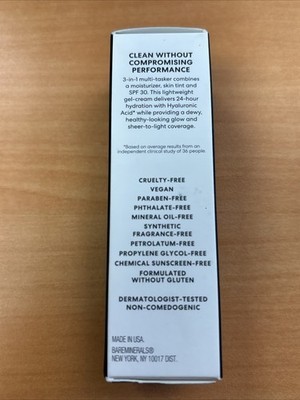 CLEAN WITHOUT
COMPROMISING
PERFORMANCE
3-in-1 multi-tasker combines
a moisturizer, skin tint and
SPF 30. This lightweight
gel-cream delivers 24-hour
hydration with Hyaluronic
Acid* while providing a dewy,
healthy-looking glow and
sheer-to-light coverage.
*Based on average results from an
independent clinical study of 36 people.
CRUELTY-FREE
VEGAN
PARABEN-FREE
PHTHALATE-FREE
MINERAL OIL-FREE
SYNTHETIC
FRAGRANCE-FREE
PETROLATUM-FREE
PROPYLENE GLYCOL-FREE
CHEMICAL SUNSCREEN-FREE
FORMULATED
WITHOUT GLUTEN
DERMATOLOGIST-TESTED
NON-COMEDOGENIC
MADE IN USA.
BAREMINERALS®
NEW YORK, NY 10017 DIST.